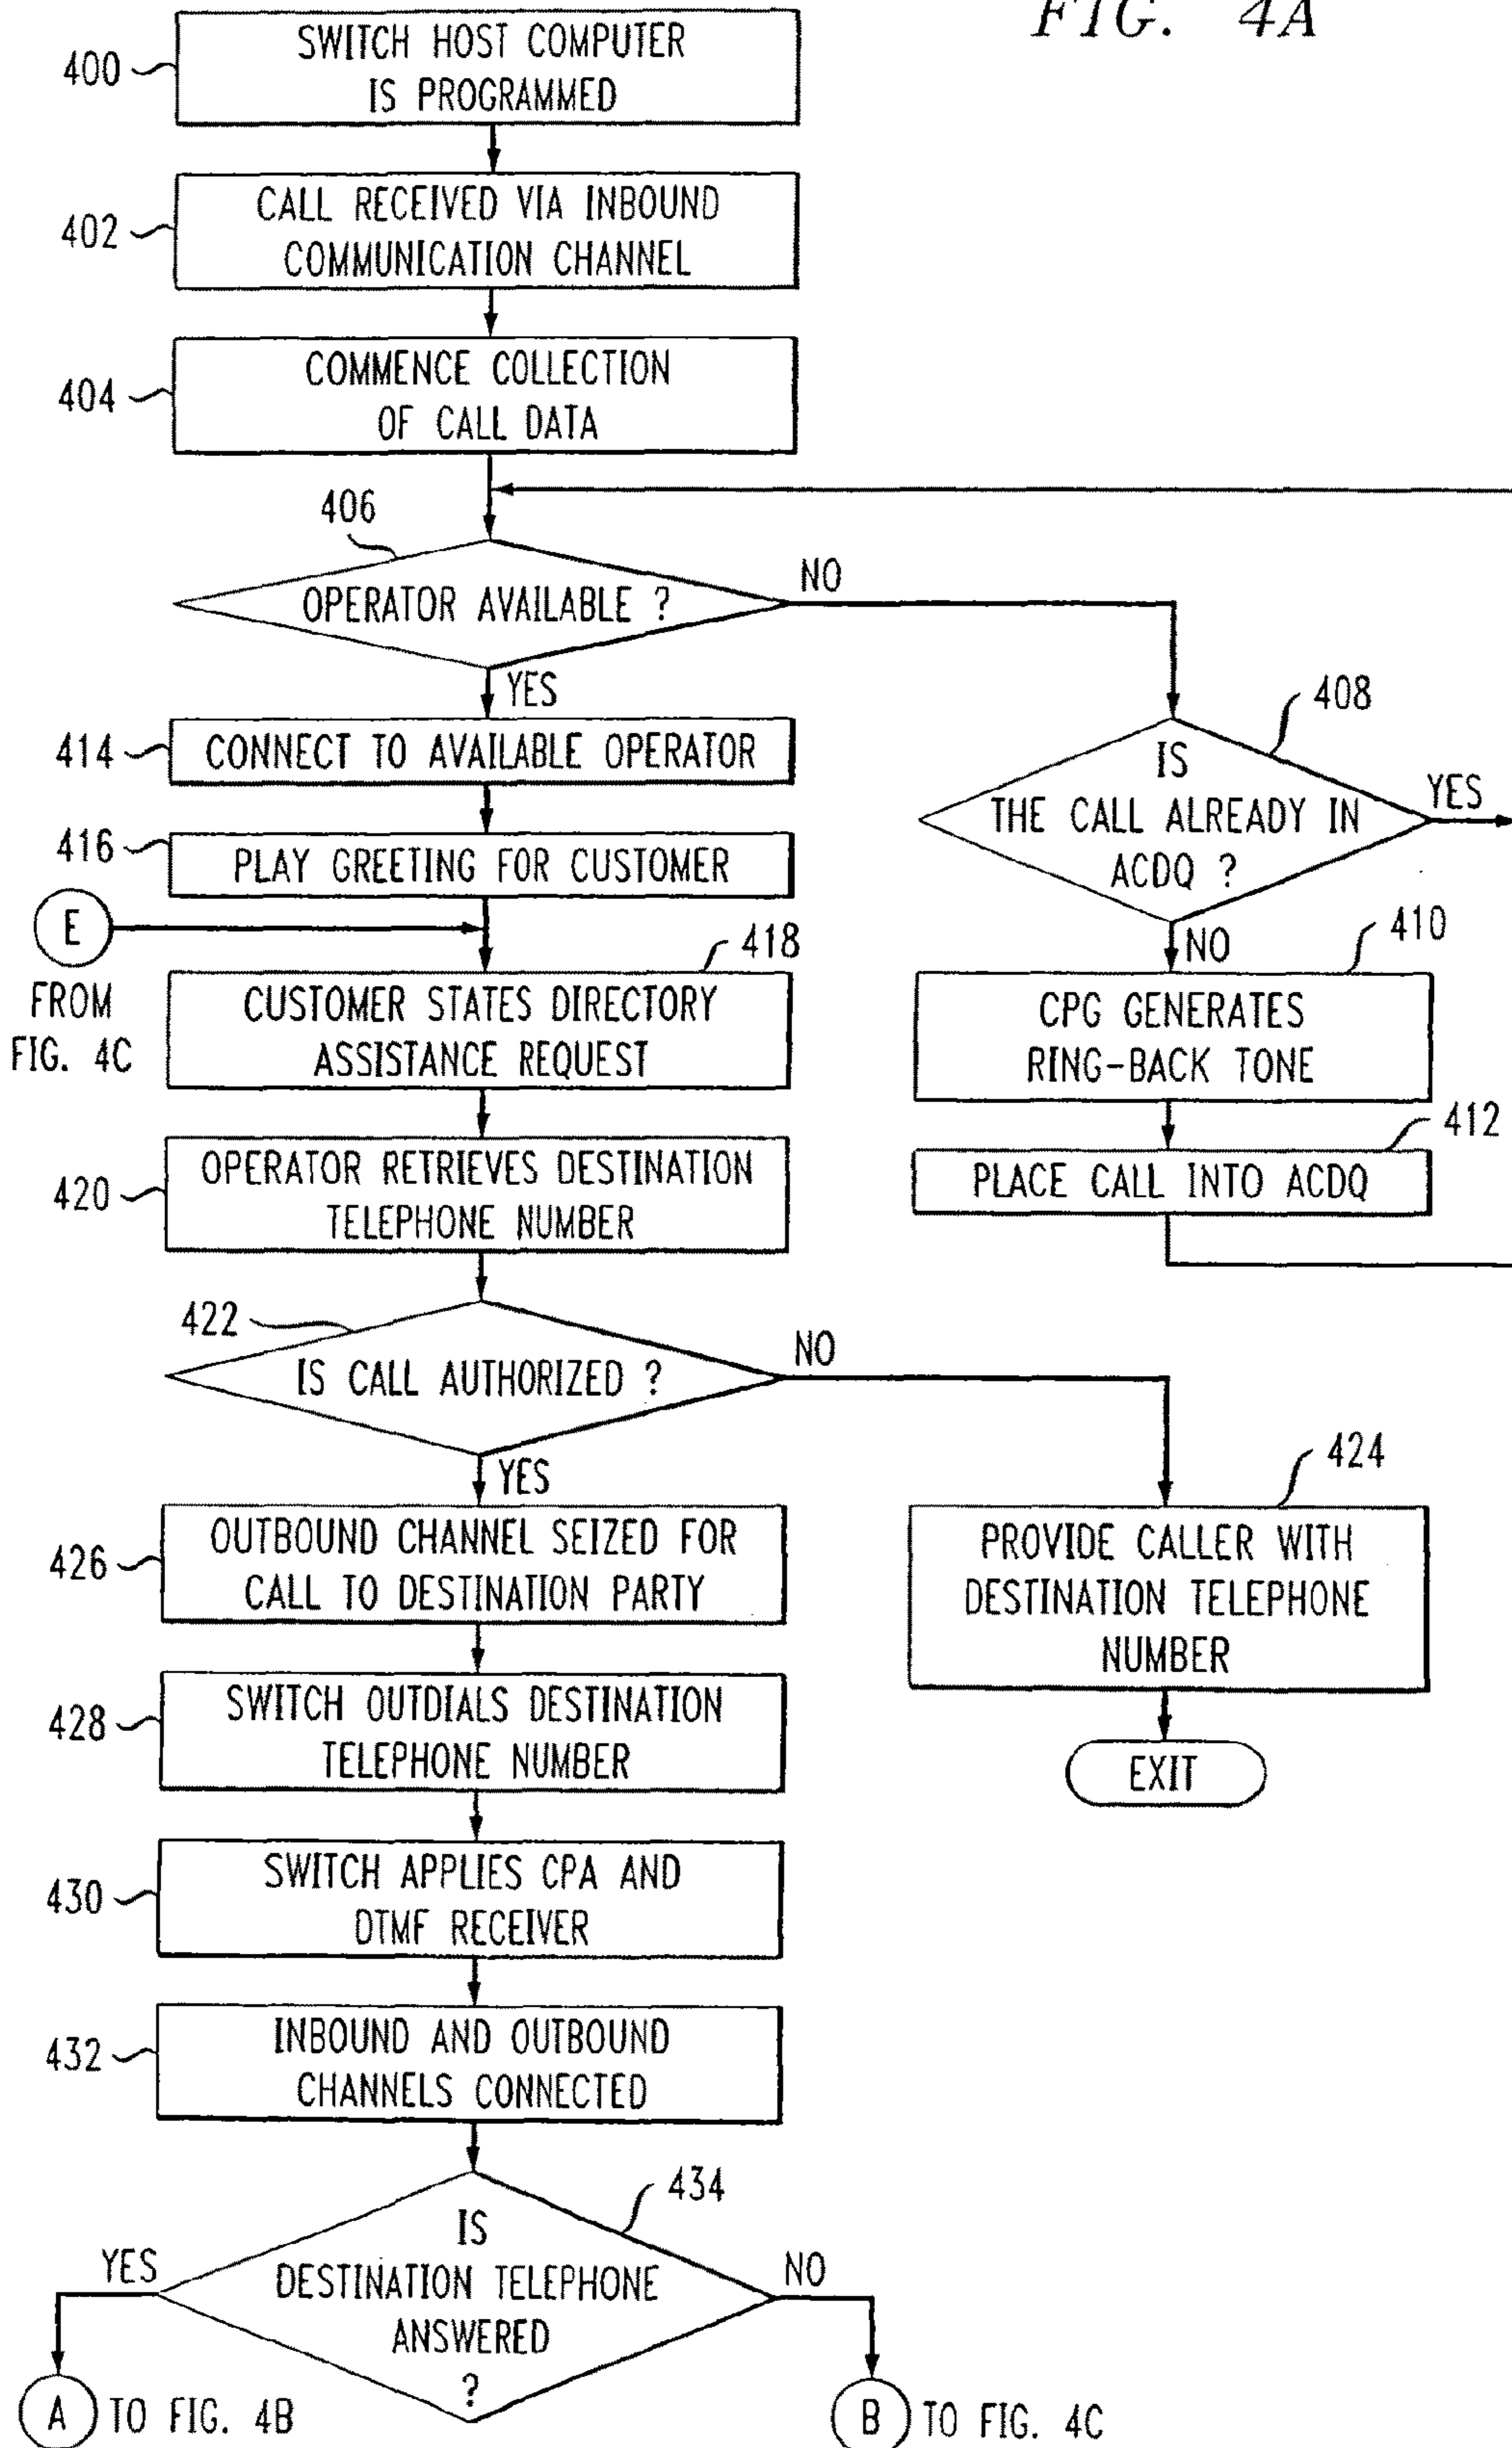 FIG. 4A
400
SWITCH HOST COMPUTER
IS PROGRAMMED
402
CALL RECEIVED VIA INBOUND
COMMUNICATION CHANNEL
404
COMMENCE COLLECTION
OF CALL DATA
406
OPERATOR AVAILABLE ?
NO
YES
408
IS
THE CALL ALREADY IN
ACDQ ?
YES
NO
410
CPG GENERATES
RING-BACK TONE
412
PLACE CALL INTO ACDQ
414
CONNECT TO AVAILABLE OPERATOR
416
PLAY GREETING FOR CUSTOMER
E
FROM
FIG. 4C
418
CUSTOMER STATES DIRECTORY
ASSISTANCE REQUEST
420
OPERATOR RETRIEVES DESTINATION
TELEPHONE NUMBER
422
IS CALL AUTHORIZED ?
NO
YES
424
PROVIDE CALLER WITH
DESTINATION TELEPHONE
NUMBER
EXIT
426
OUTBOUND CHANNEL SEIZED FOR
CALL TO DESTINATION PARTY
428
SWITCH OUTDIALS DESTINATION
TELEPHONE NUMBER
430
SWITCH APPLIES CPA AND
DTMF RECEIVER
432
INBOUND AND OUTBOUND
CHANNELS CONNECTED
434
IS
DESTINATION TELEPHONE
ANSWERED
?
YES
NO
A TO FIG. 4B
B TO FIG. 4C